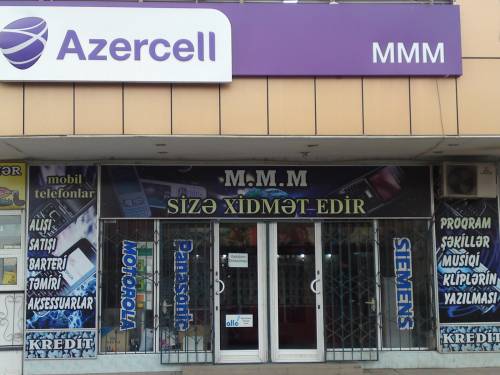 Azercell
MMM
M.M.M
SİZƏ XİDMƏT EDİR
mobil
telefonlar
ALIŞI
SATIŞI
BARTERİ
TƏMİRİ
AKSESSUARLAR
KREDİT
MOTOROLA
Panasonic
SIEMENS
PROQRAM
ŞƏKİLLƏR
MUSİQİ
KLİPLƏRİN
YAZILMASI
KREDİT